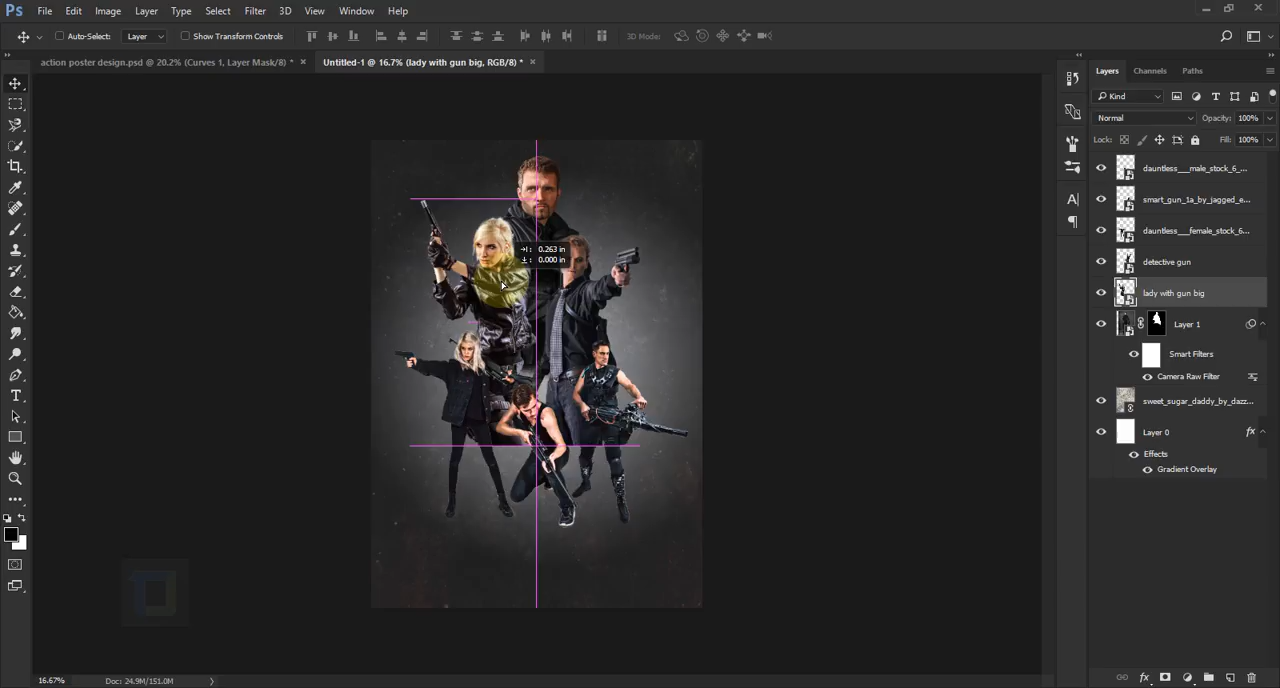 Ps File Edit Image Layer Type Select Filter 3D View Window Help
Auto-Select: Layer Show Transform Controls 3D Mode:
action poster design.psd @ 20.2% (Curves 1, Layer Mask/8) * × Untitled-1 @ 16.7% (lady with gun big, RGB/8) * ×
Layers Channels Paths
Kind
Normal Opacity: 100%
Lock: Fill: 100%
dauntless___male_stock_6_...
smart_gun_1a_by_jagged_e...
dauntless___female_stock_6...
detective gun
lady with gun big
Layer 1
Smart Filters
Camera Raw Filter
sweet_sugar_daddy_by_dazz...
Layer 0 fx
Effects
Gradient Overlay
→I: 0.263 in
↓: 0.000 in
16.67% Doc: 24.9M/151.0M